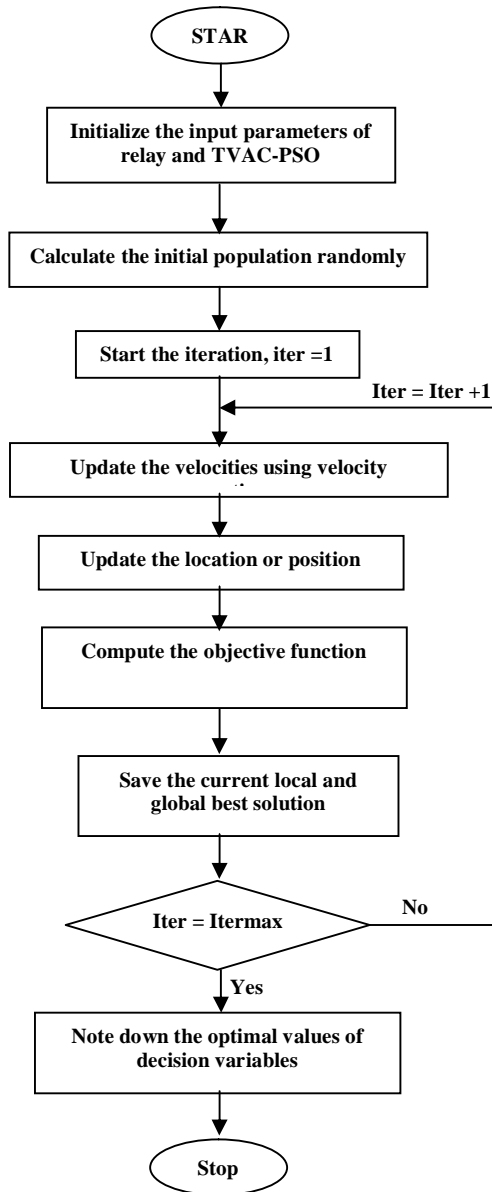 STAR
Initialize the input parameters of
relay and TVAC-PSO
Calculate the initial population randomly
Start the iteration, iter =1
Iter = Iter +1
Update the velocities using velocity
Update the location or position
Compute the objective function
Save the current local and
global best solution
Iter = Itermax
No
Yes
Note down the optimal values of
decision variables
Stop